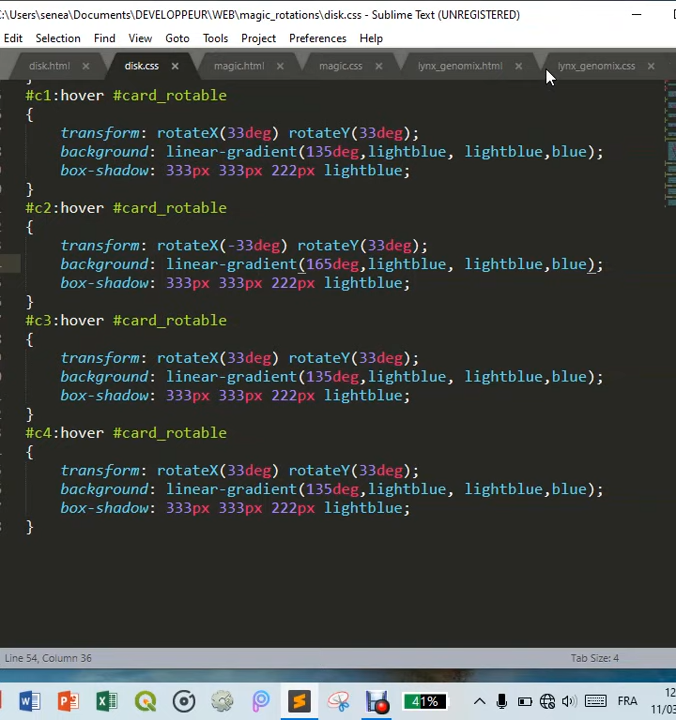 C:\Users\senea\Documents\DEVELOPPEUR\WEB\magic_rotations\disk.css - Sublime Text (UNREGISTERED)
Edit Selection Find View Goto Tools Project Preferences Help
disk.html disk.css magic.html magic.css lynx_genomix.html lynx_genomix.css
}
#c1:hover #card_rotable
{
transform: rotateX(33deg) rotateY(33deg);
background: linear-gradient(135deg,lightblue, lightblue,blue);
box-shadow: 333px 333px 222px lightblue;
}
#c2:hover #card_rotable
{
transform: rotateX(-33deg) rotateY(33deg);
background: linear-gradient(165deg,lightblue, lightblue,blue);
box-shadow: 333px 333px 222px lightblue;
}
#c3:hover #card_rotable
{
transform: rotateX(33deg) rotateY(33deg);
background: linear-gradient(135deg,lightblue, lightblue,blue);
box-shadow: 333px 333px 222px lightblue;
}
#c4:hover #card_rotable
{
transform: rotateX(33deg) rotateY(33deg);
background: linear-gradient(135deg,lightblue, lightblue,blue);
box-shadow: 333px 333px 222px lightblue;
}
Line 54, Column 36 Tab Size: 4
41% FRA 12
11/03